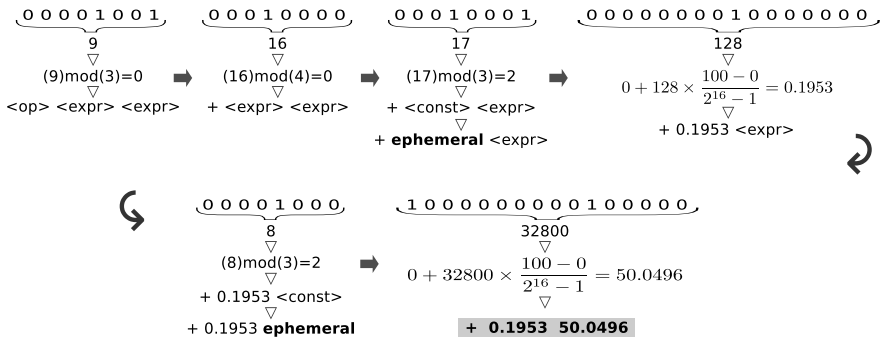 0 0 0 0 1 0 0 1
9
(9)mod(3)=0
<op> <expr> <expr>
0 0 0 1 0 0 0 0
16
(16)mod(4)=0
+ <expr> <expr>
0 0 0 1 0 0 0 1
17
(17)mod(3)=2
+ <const> <expr>
+ ephemeral <expr>
0 0 0 0 0 0 0 0 1 0 0 0 0 0 0 0
128
0 + 128 × (100 − 0)/(2^16 − 1) = 0.1953
+ 0.1953 <expr>
0 0 0 0 1 0 0 0
8
(8)mod(3)=2
+ 0.1953 <const>
+ 0.1953 ephemeral
1 0 0 0 0 0 0 0 0 0 1 0 0 0 0 0
32800
0 + 32800 × (100 − 0)/(2^16 − 1) = 50.0496
+ 0.1953 50.0496